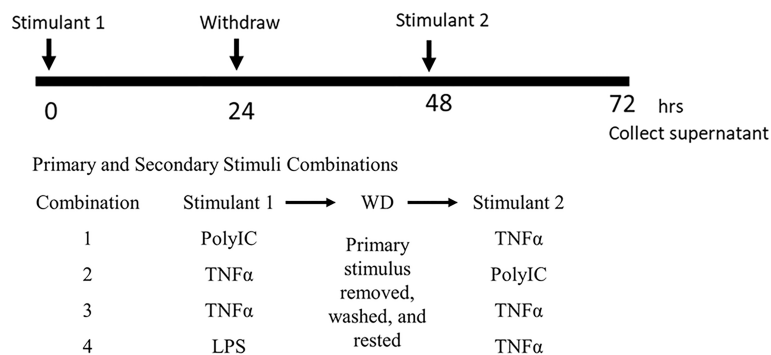 Stimulant 1 Withdraw Stimulant 2
0 24 48 72 hrs
Collect supernatant
Primary and Secondary Stimuli Combinations
Combination Stimulant 1 WD Stimulant 2
1 PolyIC Primary stimulus removed, washed, and rested TNFα
2 TNFα PolyIC
3 TNFα TNFα
4 LPS TNFα